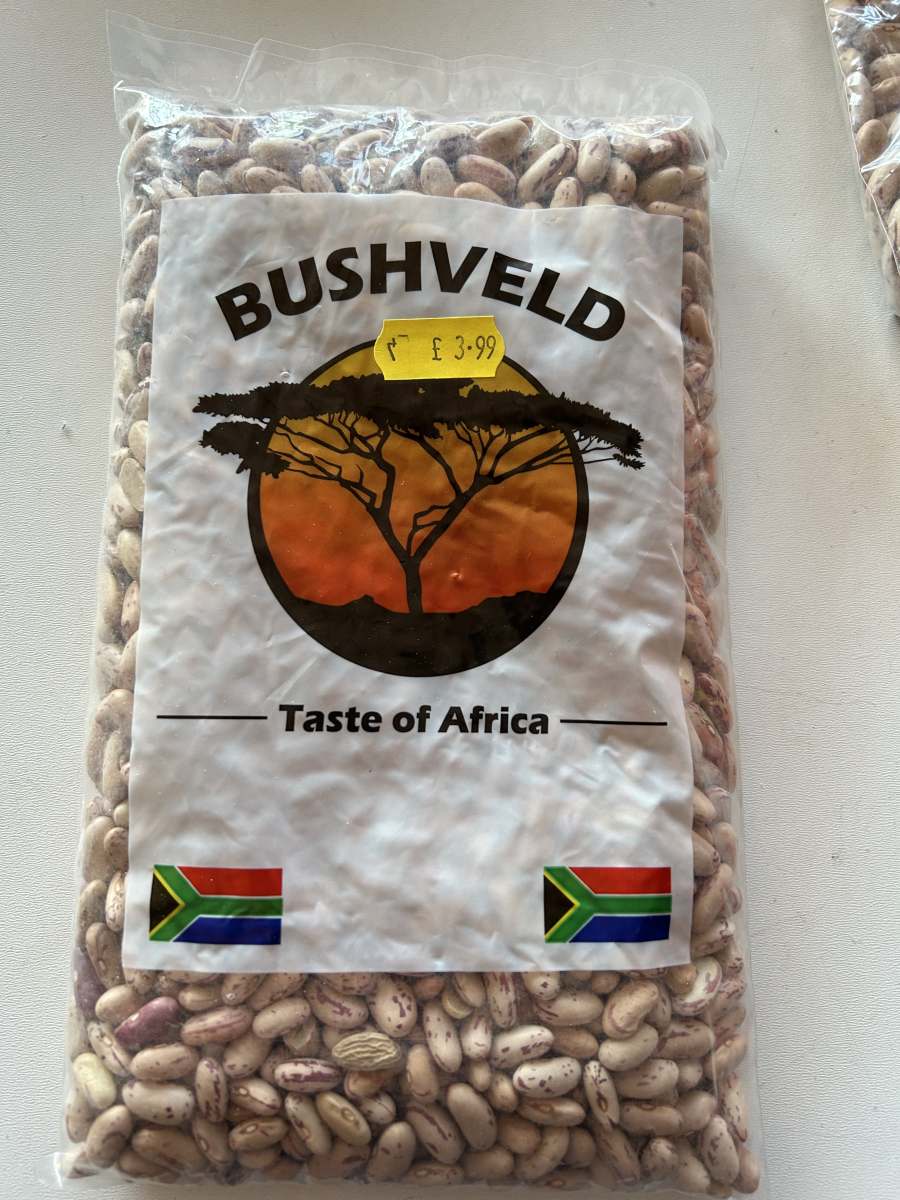 BUSHVELD
£ 3.99
Taste of Africa